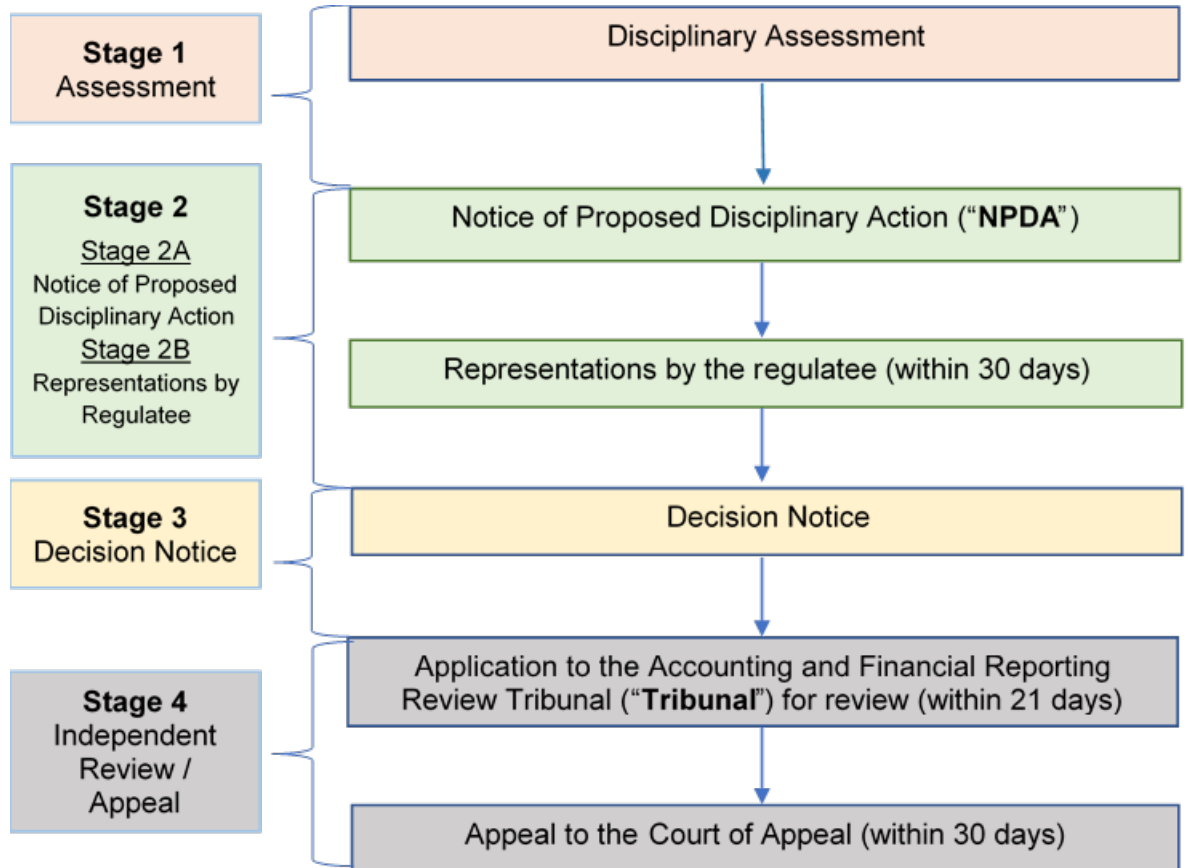 Stage 1
Assessment
Disciplinary Assessment
Stage 2
Stage 2A
Notice of Proposed
Disciplinary Action
Stage 2B
Representations by
Regulatee
Notice of Proposed Disciplinary Action (“NPDA”)
Representations by the regulatee (within 30 days)
Stage 3
Decision Notice
Decision Notice
Stage 4
Independent
Review /
Appeal
Application to the Accounting and Financial Reporting
Review Tribunal (“Tribunal”) for review (within 21 days)
Appeal to the Court of Appeal (within 30 days)